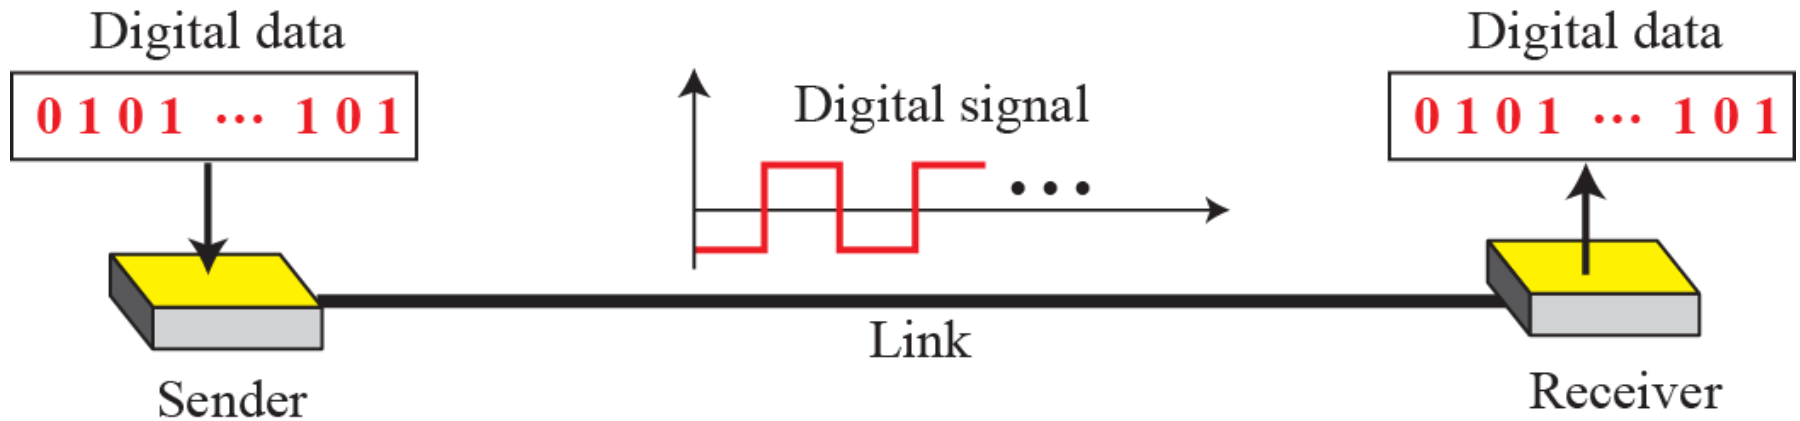 Digital data
0 1 0 1 ... 1 0 1
Digital signal
Digital data
0 1 0 1 ... 1 0 1
Link
Sender
Receiver